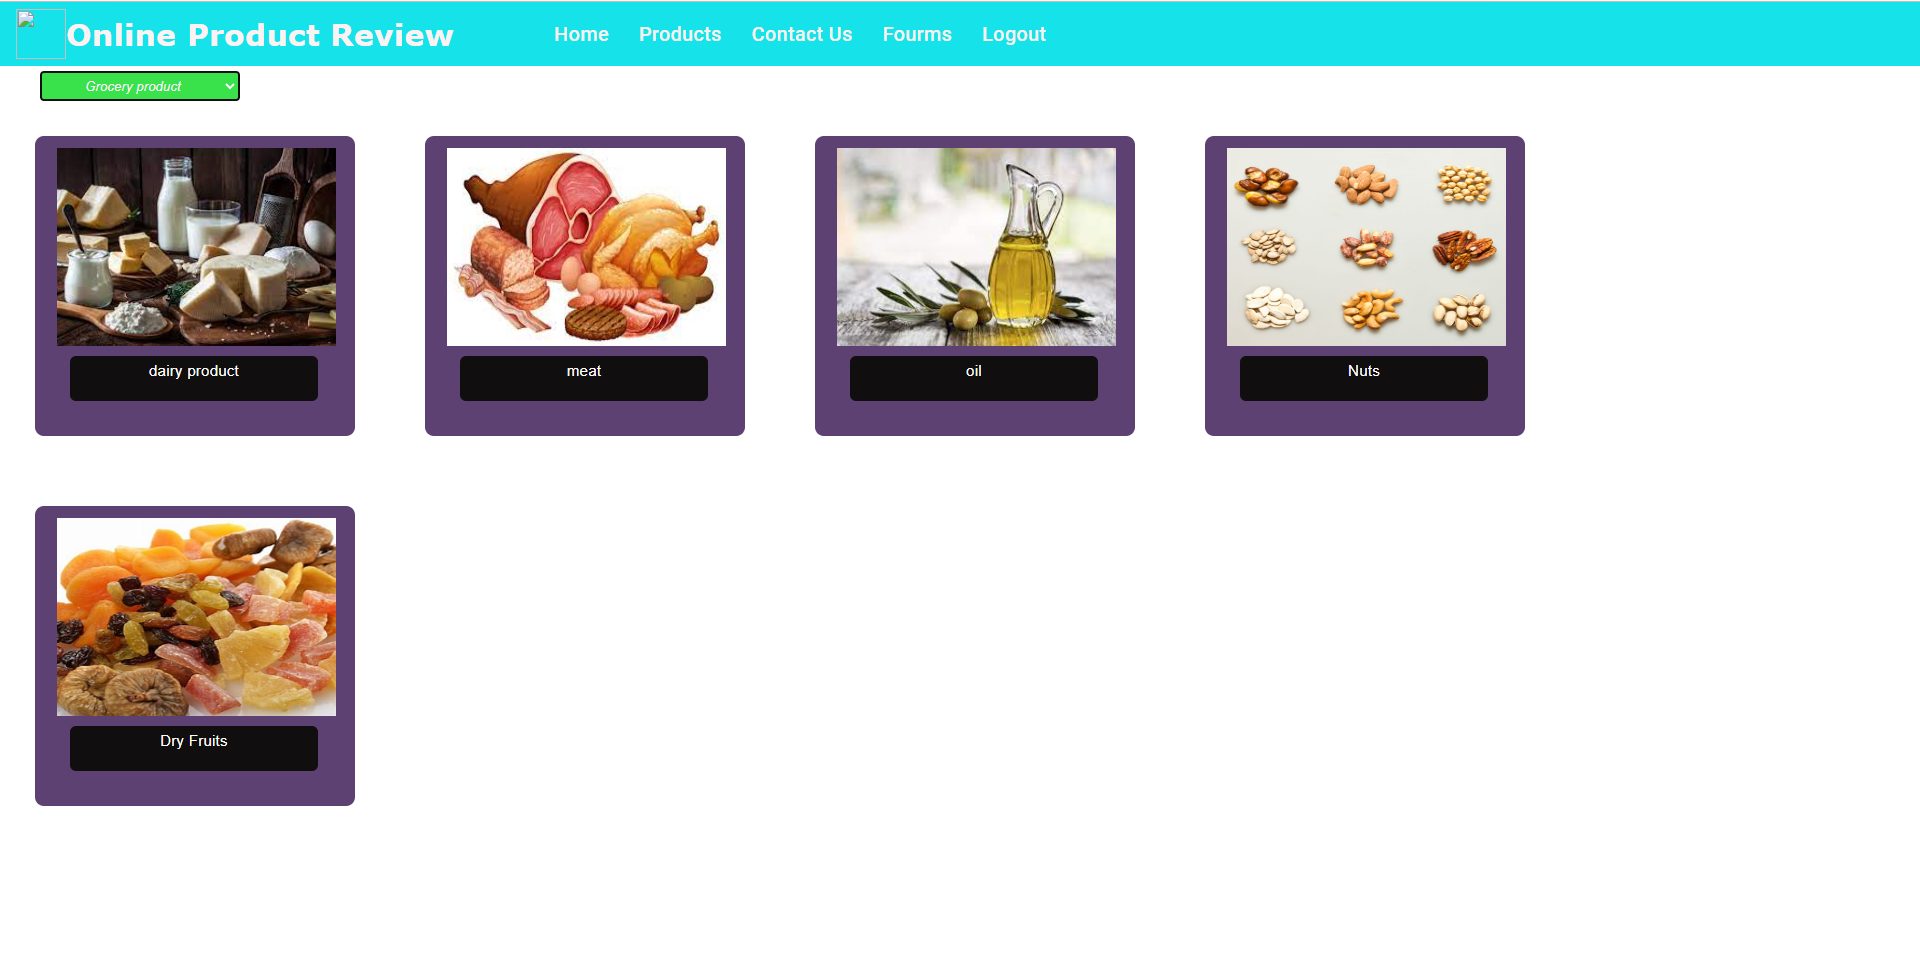 Online Product Review
Home Products Contact Us Fourms Logout
Grocery product
dairy product
meat
oil
Nuts
Dry Fruits